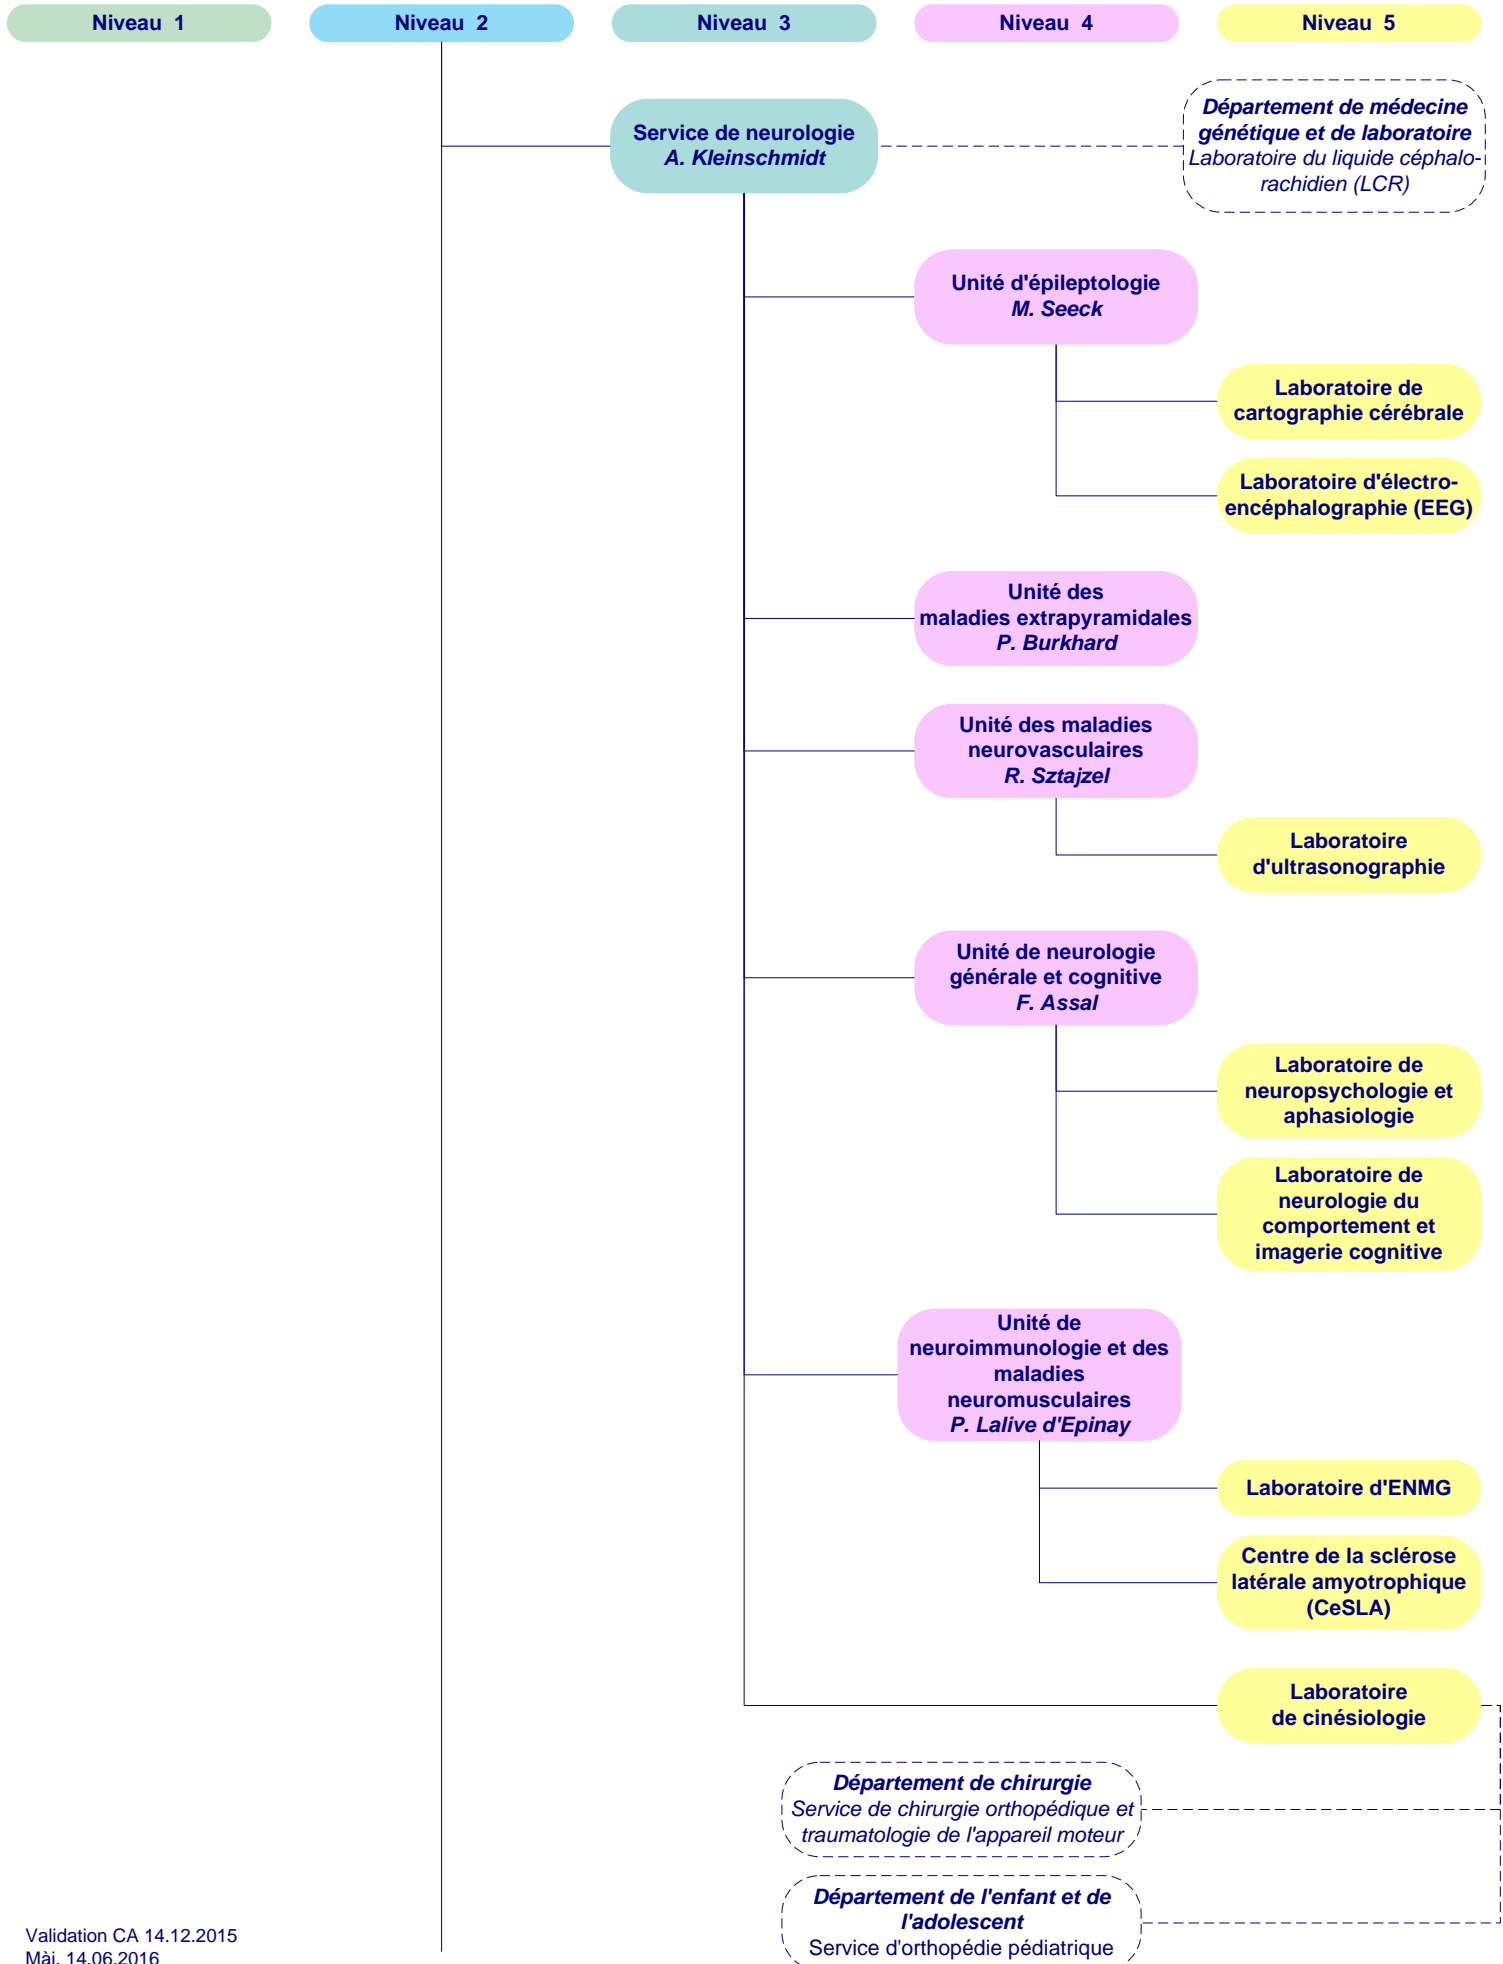 Niveau 1
Niveau 2
Niveau 3
Niveau 4
Niveau 5
Service de neurologie
A. Kleinschmidt
Département de médecine
génétique et de laboratoire
Laboratoire du liquide céphalo-
rachidien (LCR)
Unité d'épileptologie
M. Seeck
Laboratoire de
cartographie cérébrale
Laboratoire d'électro-
encéphalographie (EEG)
Unité des
maladies extrapyramidales
P. Burkhard
Unité des maladies
neurovasculaires
R. Sztajzel
Laboratoire
d'ultrasonographie
Unité de neurologie
générale et cognitive
F. Assal
Laboratoire de
neuropsychologie et
aphasiologie
Laboratoire de
neurologie du
comportement et
imagerie cognitive
Unité de
neuroimmunologie et des
maladies
neuromusculaires
P. Lalive d'Epinay
Laboratoire d'ENMG
Centre de la sclérose
latérale amyotrophique
(CeSLA)
Laboratoire
de cinésiologie
Département de chirurgie
Service de chirurgie orthopédique et
traumatologie de l'appareil moteur
Département de l'enfant et de
l'adolescent
Service d'orthopédie pédiatrique
Validation CA 14.12.2015
Màj. 14.06.2016